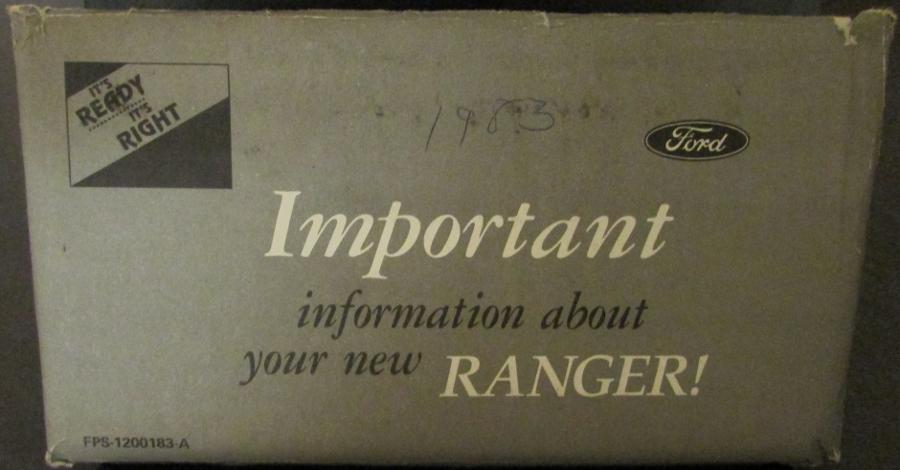 IT'S
READY
IT'S
RIGHT
1983
Ford
Important
information about
your new RANGER!
FPS-1200183-A